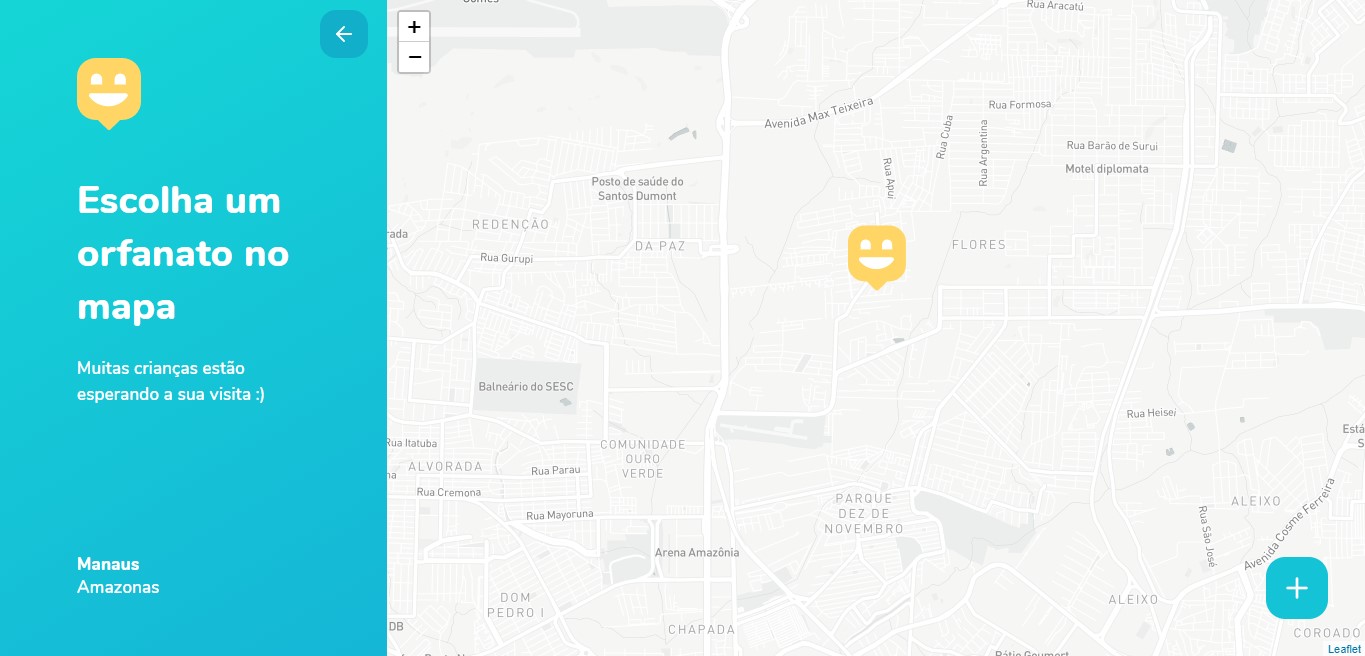 Escolha um
orfanato no
mapa
Muitas crianças estão
esperando a sua visita :)
Manaus
Amazonas
+
−
Rua Aracatú
Avenida Max Teixeira
Rua Formosa
Rua Cuba
Rua Argentina
Rua Barão de Surui
Motel diplomata
Rua Apuí
Posto de saúde do
Santos Dumont
REDENÇÃO
rada
DA PAZ
FLORES
Rua Gurupi
Balneário do SESC
Rua Heisei
Está
S
Rua Itatuba
COMUNIDADE
OURO
VERDE
ALVORADA
Rua Parau
na
Rua Cremona
PARQUE
DEZ DE
NOVEMBRO
ALEIXO
Avenida Cosme Ferreira
Rua São José
Rua Mayoruna
Arena Amazônia
DOM
PEDRO I
ALEIXO
DB
CHAPADA
COROADO
Leaflet